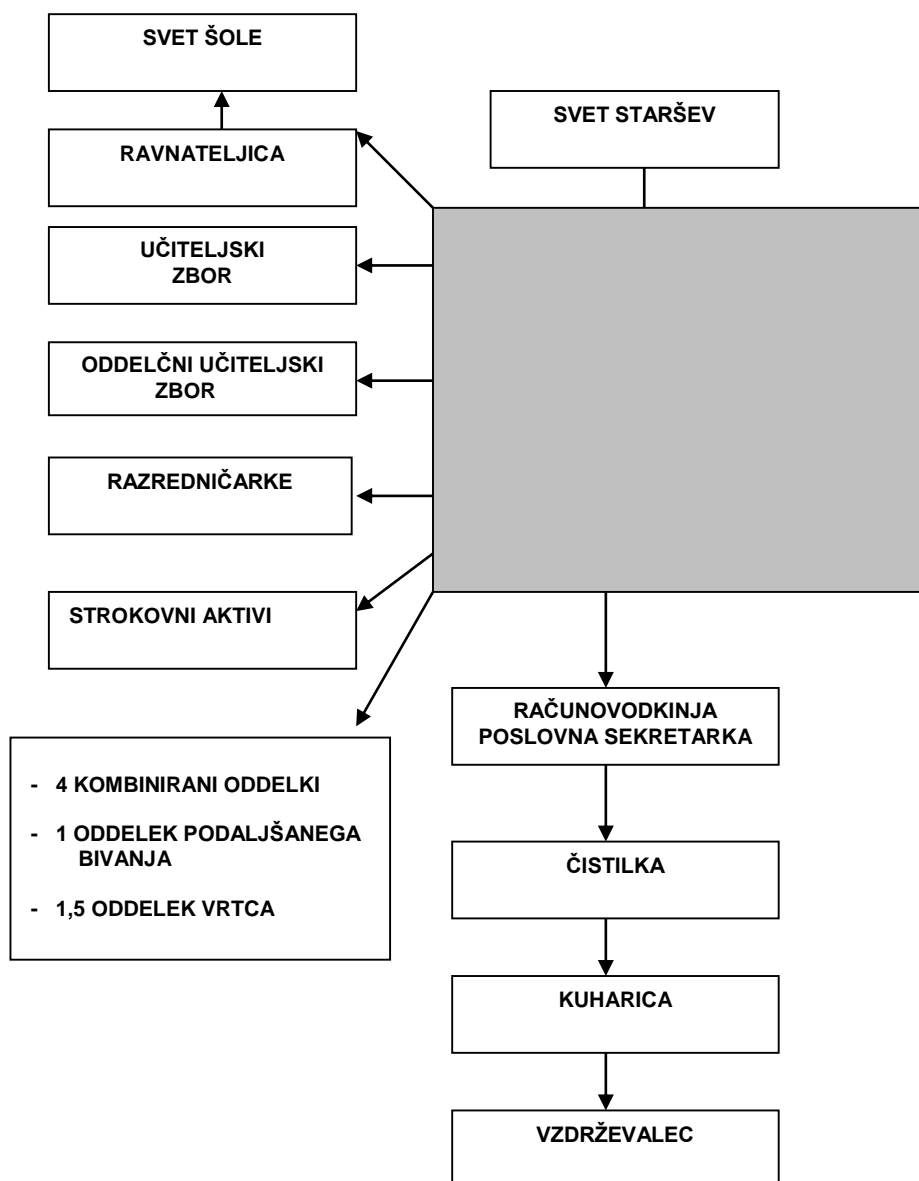 SVET ŠOLE
SVET STARŠEV
RAVNATELJICA
UČITELJSKI
ZBOR
ODDELČNI UČITELJSKI
ZBOR
RAZREDNIČARKE
STROKOVNI AKTIVI
RAČUNOVODKINJA
POSLOVNA SEKRETARKA
- 4 KOMBINIRANI ODDELKI
- 1 ODDELEK PODALJŠANEGA
BIVANJA
- 1,5 ODDELEK VRTCA
ČISTILKA
KUHARICA
VZDRŽEVALEC